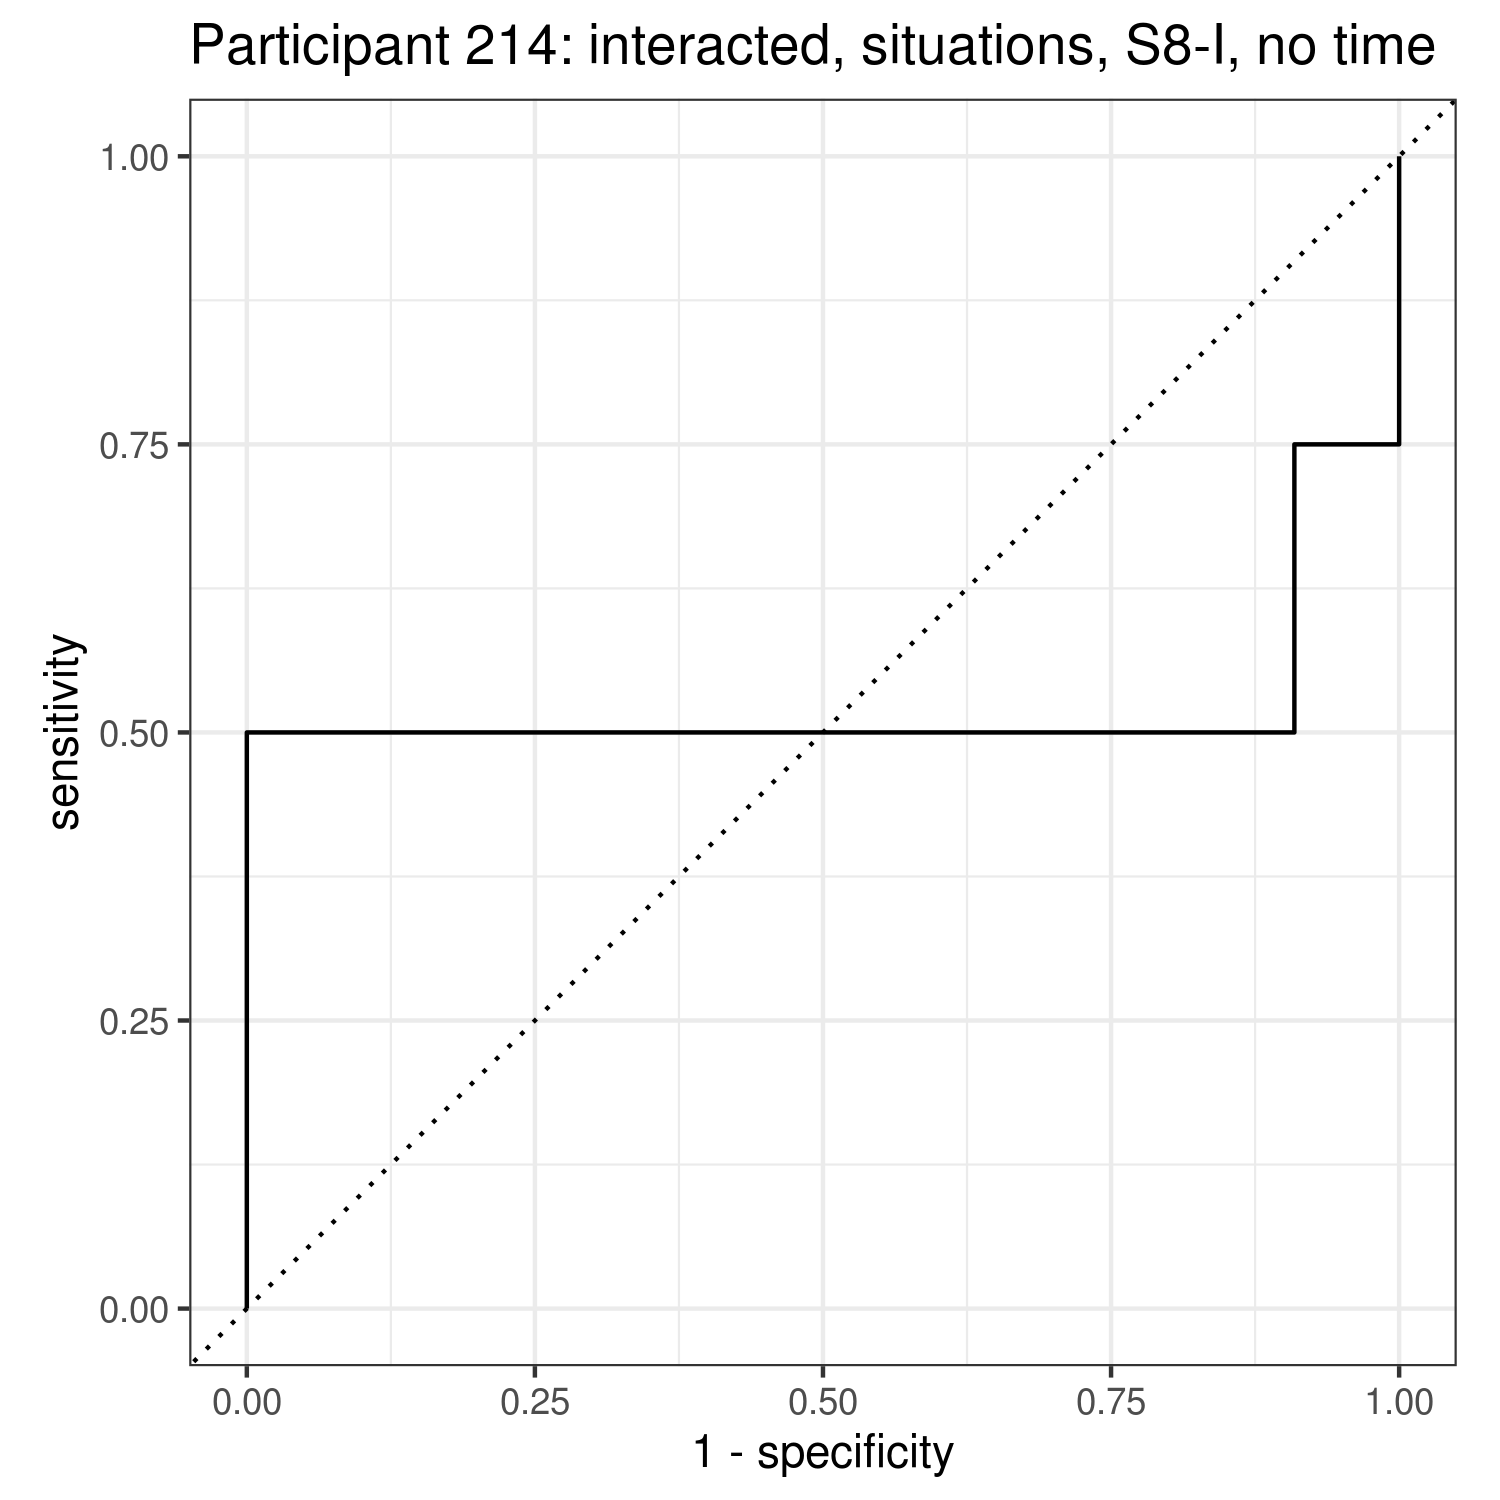 Participant 214: interacted, situations, S8-I, no time
1.00
0.75
0.50
0.25
0.00
sensitivity
0.00 0.25 0.50 0.75 1.00
1 - specificity